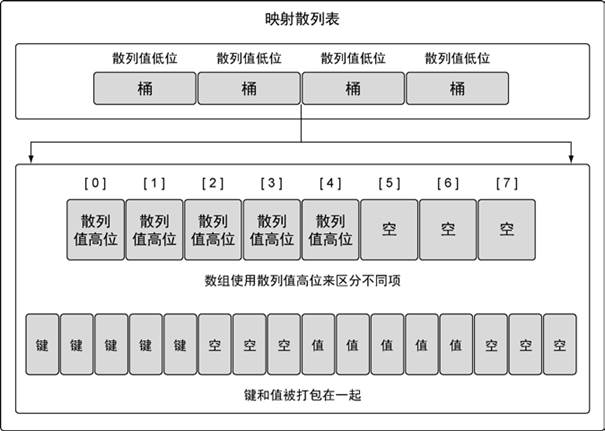 映射散列表
散列值低位 散列值低位 散列值低位 散列值低位
桶 桶 桶 桶
[ 0 ] [ 1 ] [ 2 ] [ 3 ] [ 4 ] [ 5 ] [ 6 ] [ 7 ]
散列 散列 散列 散列 散列 空 空 空
值高位 值高位 值高位 值高位 值高位
数组使用散列值高位来区分不同项
键 键 键 键 键 空 空 空 值 值 值 值 值 空 空 空
键和值被打包在一起